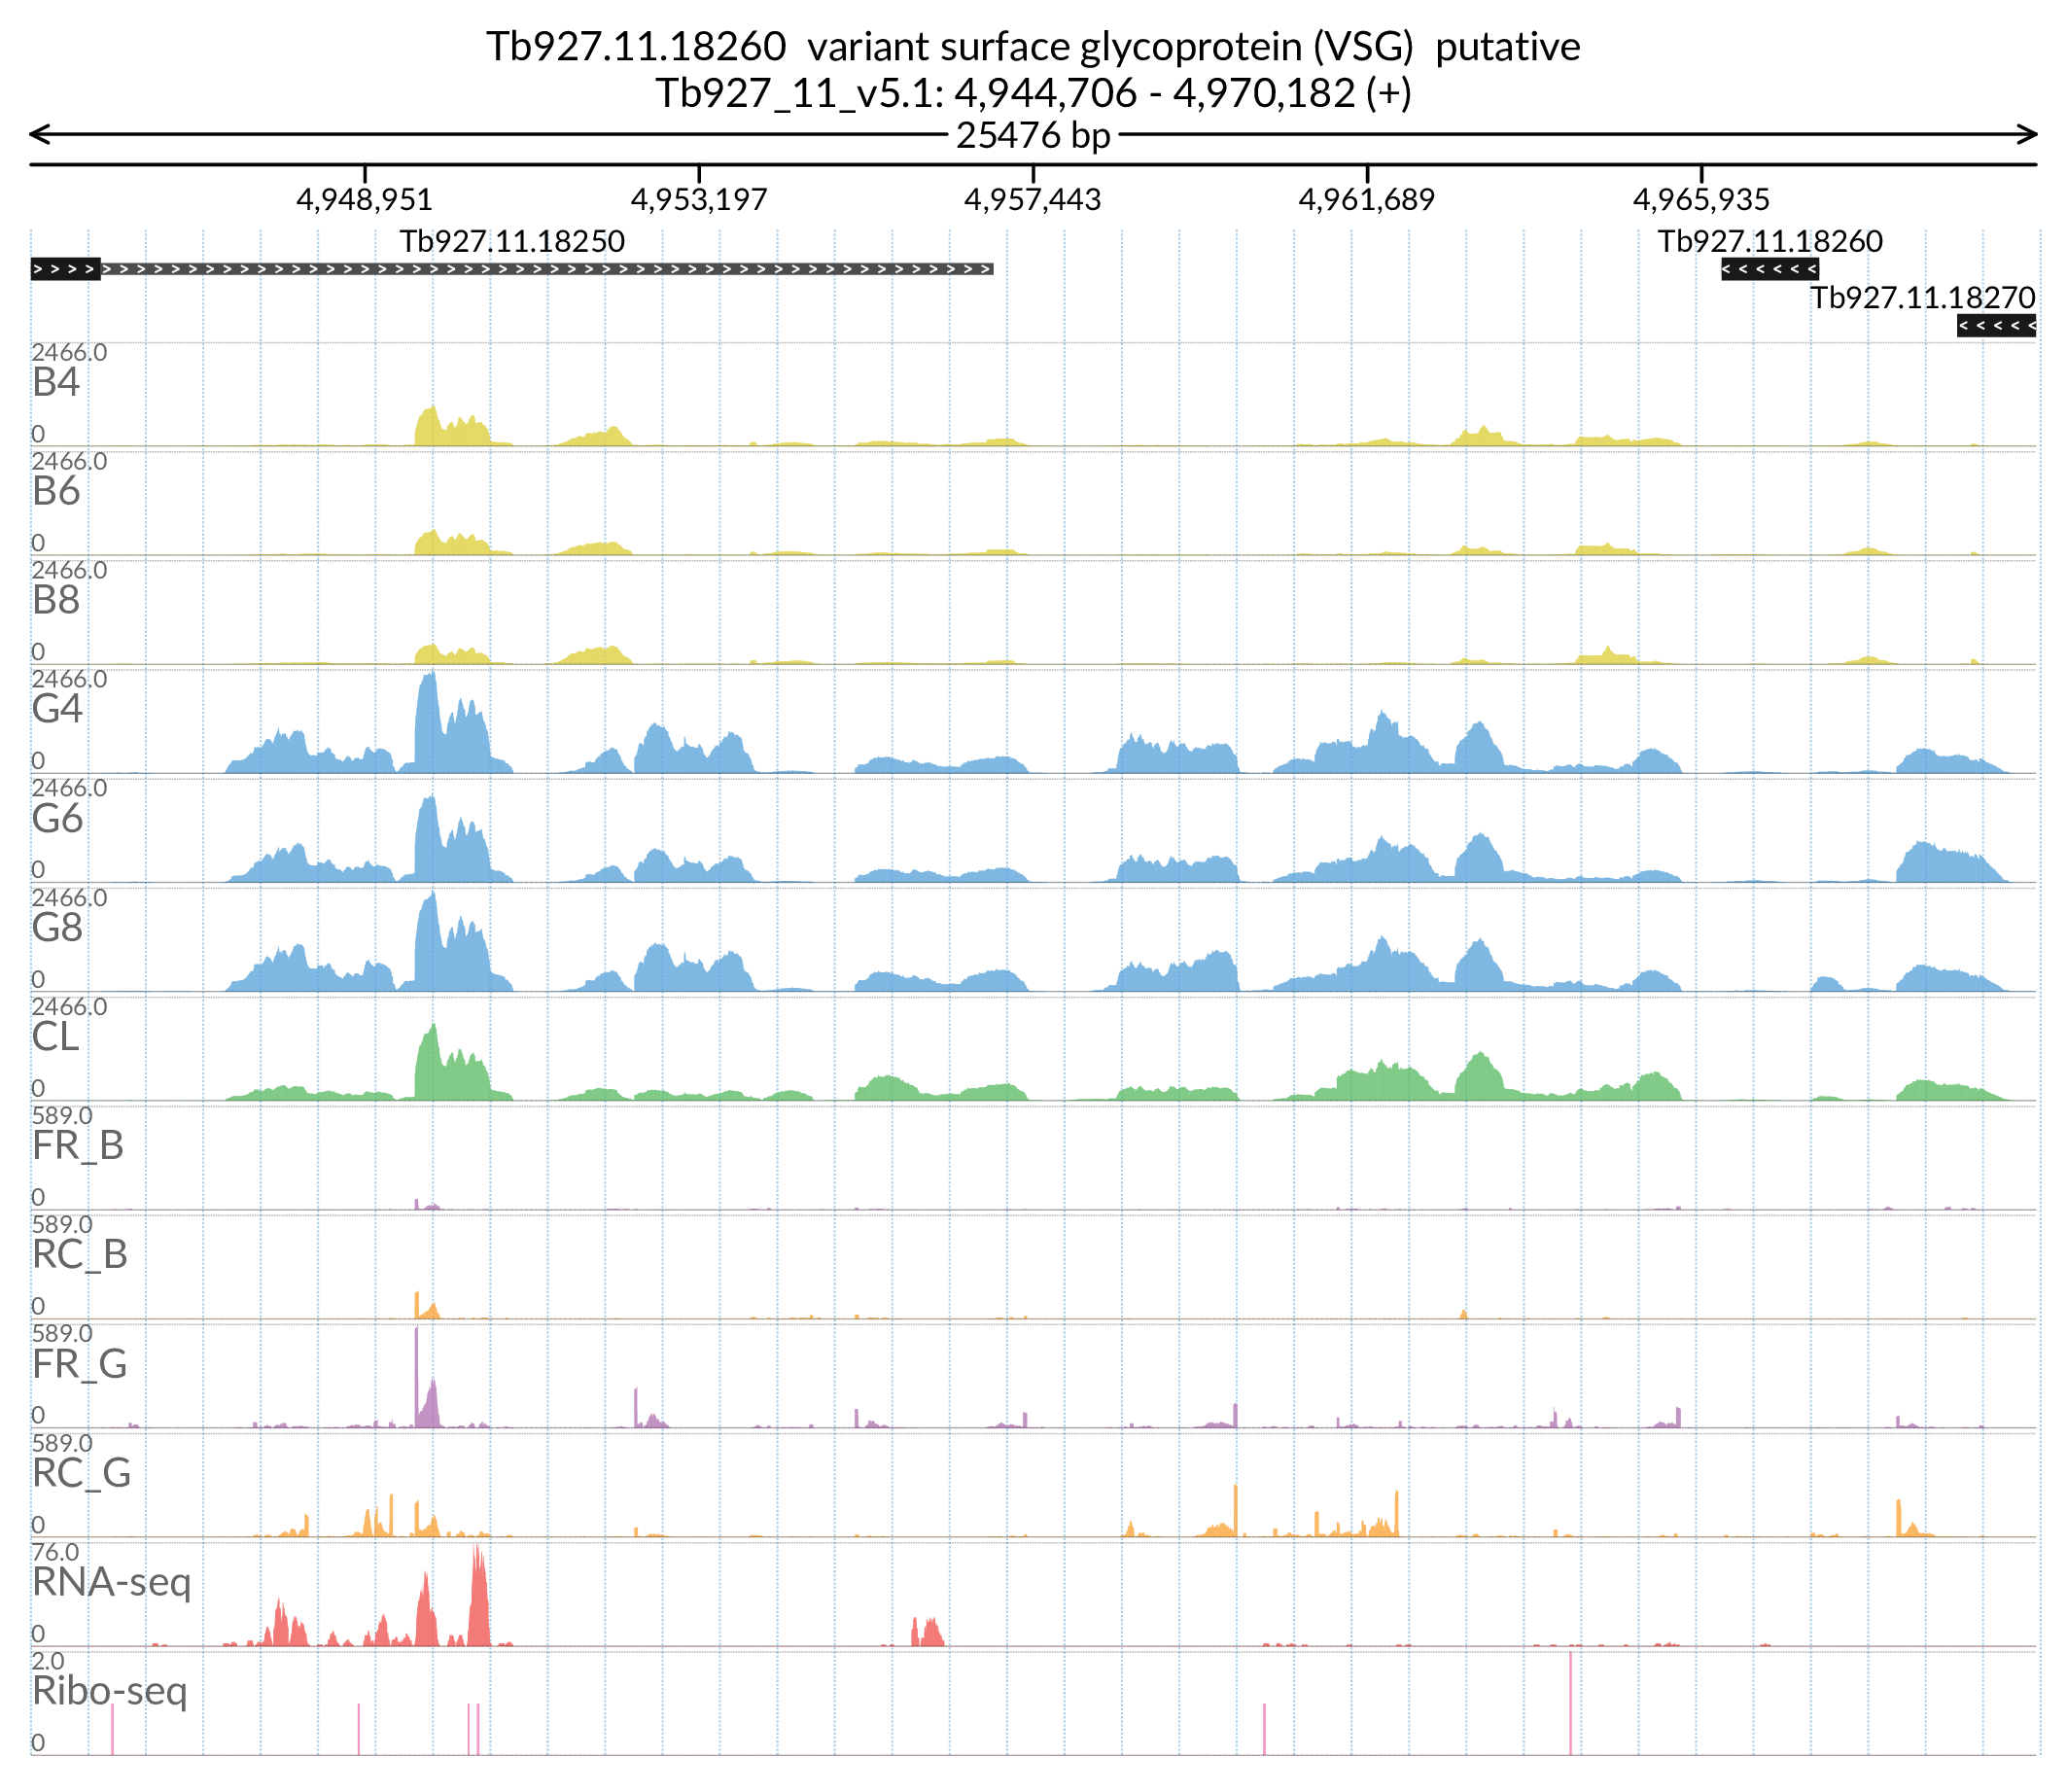 Tb927.11.18260  variant surface glycoprotein (VSG)  putative
Tb927_11_v5.1: 4,944,706 - 4,970,182 (+)
25476 bp
4,948,951 4,953,197 4,957,443 4,961,689 4,965,935
Tb927.11.18250 Tb927.11.18260
Tb927.11.18270
2466.0
B4
0
2466.0
B6
0
2466.0
B8
0
2466.0
G4
0
2466.0
G6
0
2466.0
G8
0
2466.0
CL
0
589.0
FR_B
0
589.0
RC_B
0
589.0
FR_G
0
589.0
RC_G
0
76.0
RNA-seq
0
2.0
Ribo-seq
0